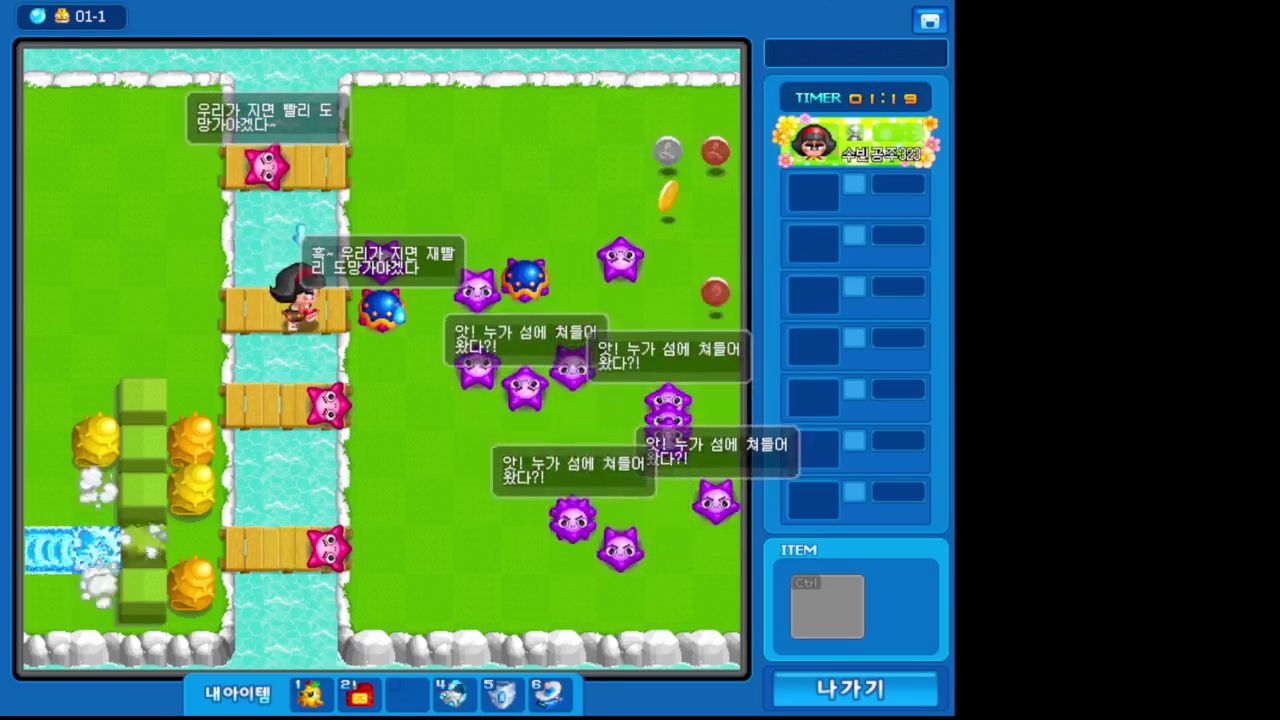 01-1
우리가 지면 빨리 도
망가야겠다~
TIMER 01:19
수빈공주323
흑~ 우리가 지면 재빨
리 도망가야겠다
앗! 누가 섬에 쳐들어
왔다?!
앗! 누가 섬에 쳐들어
왔다?!
앗! 누가 섬에 쳐들어
왔다?!
앗! 누가 섬에 쳐들어
왔다?!
ITEM
Ctrl
내 아이템
1
2
4
5
6
나가기